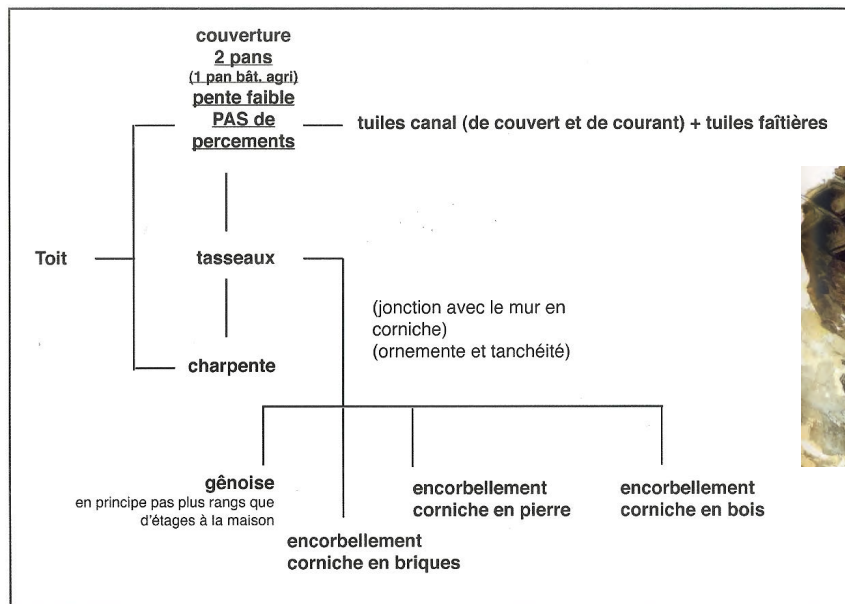 couverture
2 pans
(1 pan bât. agri)
pente faible
PAS de
percements
tuiles canal (de couvert et de courant) + tuiles faîtières
Toit
tasseaux
(jonction avec le mur en
corniche)
(ornemente et tanchéité)
charpente
gênoise
en principe pas plus rangs que
d'étages à la maison
encorbellement
corniche en briques
encorbellement
corniche en pierre
encorbellement
corniche en bois